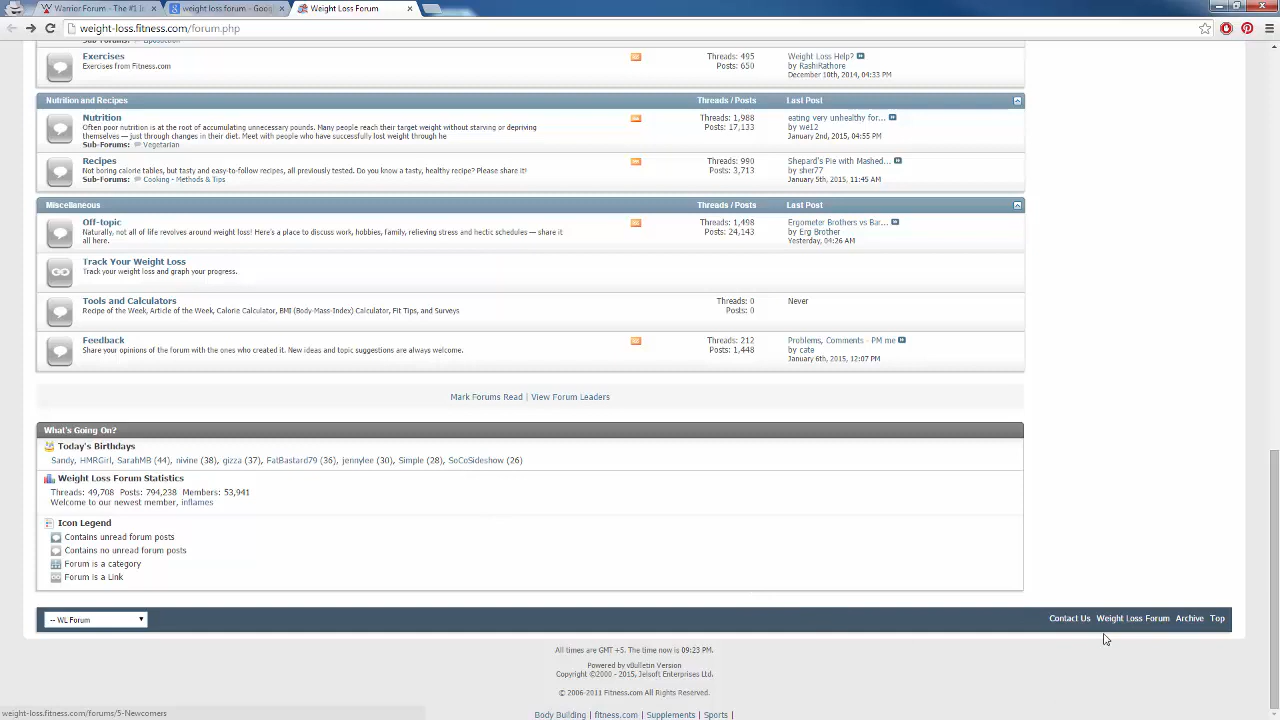 Warrior Forum - The #1 In
weight loss forum - Googl
Weight Loss Forum
weight-loss.fitness.com/forum.php
Exercises
Exercises from Fitness.com
Threads: 495
Posts: 650
Weight Loss Help?
by RashiRathore
December 10th, 2014, 04:33 PM
Nutrition and Recipes
Threads / Posts
Last Post
Nutrition
Often poor nutrition is at the root of accumulating unnecessary pounds. Many people reach their target weight without starving or depriving
themselves — just through changes in their diet. Meet with people who have successfully lost weight through he
Sub-Forums: Vegetarian
Threads: 1,988
Posts: 17,133
eating very unhealthy for...
by we12
January 2nd, 2015, 04:55 PM
Recipes
Not boring calorie tables, but tasty and easy-to-follow recipes, all previously tested. Do you know a tasty, healthy recipe? Please share it!
Sub-Forums: Cooking - Methods & Tips
Threads: 990
Posts: 3,713
Shepard's Pie with Mashed...
by sher77
January 5th, 2015, 11:45 AM
Miscellaneous
Threads / Posts
Last Post
Off-topic
Naturally, not all of life revolves around weight loss! Here's a place to discuss work, hobbies, family, relieving stress and hectic schedules — share it
all here.
Threads: 1,498
Posts: 24,143
Ergometer Brothers vs Bar...
by Erg Brother
Yesterday, 04:26 AM
Track Your Weight Loss
Track your weight loss and graph your progress.
Tools and Calculators
Recipe of the Week, Article of the Week, Calorie Calculator, BMI (Body-Mass-Index) Calculator, Fit Tips, and Surveys
Threads: 0
Posts: 0
Never
Feedback
Share your opinions of the forum with the ones who created it. New ideas and topic suggestions are always welcome.
Threads: 212
Posts: 1,448
Problems, Comments - PM me
by cate
January 6th, 2015, 12:07 PM
Mark Forums Read | View Forum Leaders
What's Going On?
Today's Birthdays
Sandy, HMRGirl, SarahMB (44), nivine (38), gizza (37), FatBastard79 (36), jennylee (30), Simple (28), SoCoSideshow (26)
Weight Loss Forum Statistics
Threads: 49,708 Posts: 794,238 Members: 53,941
Welcome to our newest member, inflames
Icon Legend
Contains unread forum posts
Contains no unread forum posts
Forum is a category
Forum is a Link
-- WL Forum
Contact Us Weight Loss Forum Archive Top
All times are GMT +5. The time now is 09:23 PM.
Powered by vBulletin Version
Copyright ©2000 - 2015, Jelsoft Enterprises Ltd.
© 2006-2011 Fitness.com All Rights Reserved.
weight-loss.fitness.com/forums/5-Newcomers
Body Building | fitness.com | Supplements | Sports |